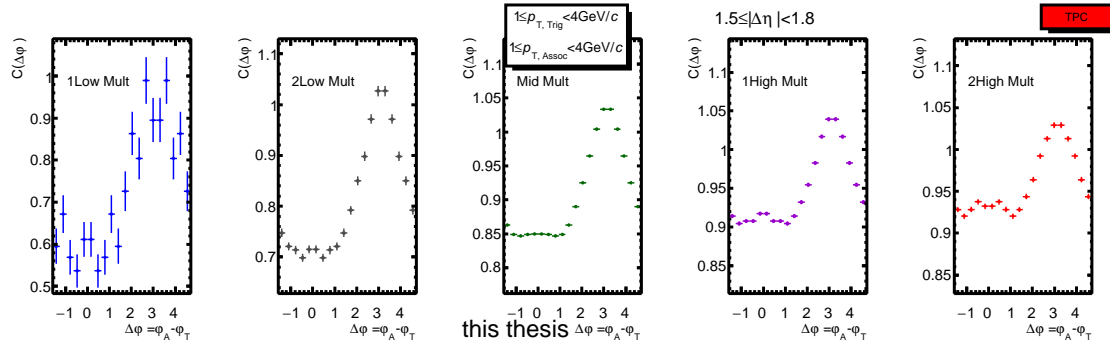 1≤p_T, Trig<4GeV/c
1≤p_T, Assoc<4GeV/c
1.5≤|Δη|<1.8
TPC
C(Δφ)
1Low Mult
1
0.9
0.8
0.7
0.6
0.5
−1 0 1 2 3 4
Δφ =φ_A-φ_T
C(Δφ)
2Low Mult
1.1
1
0.9
0.8
0.7
−1 0 1 2 3 4
Δφ =φ_A-φ_T
C(Δφ)
Mid Mult
1.1
1.05
1
0.95
0.9
0.85
0.8
−1 0 1 2 3 4
Δφ =φ_A-φ_T
C(Δφ)
1High Mult
1.1
1.05
1
0.95
0.9
0.85
−1 0 1 2 3 4
Δφ =φ_A-φ_T
C(Δφ)
2High Mult
1.1
1.05
1
0.95
0.9
0.85
−1 0 1 2 3 4
Δφ =φ_A-φ_T
this thesis